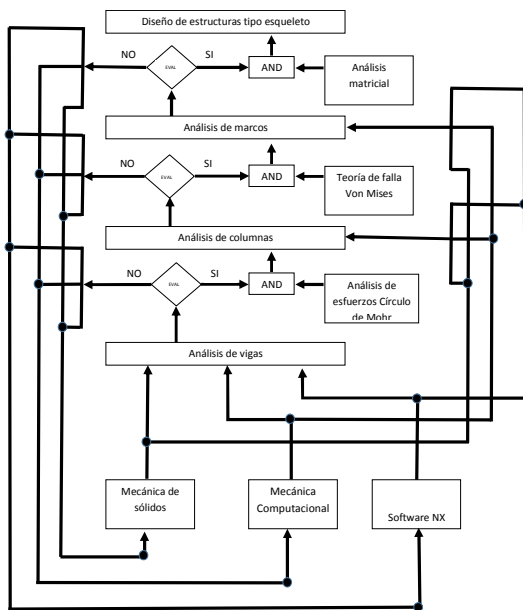 Diseño de estructuras tipo esqueleto
NO
EVAL
SI
AND
Análisis
matricial
Análisis de marcos
NO
EVAL
SI
AND
Teoría de falla
Von Mises
Análisis de columnas
NO
EVAL
SI
AND
Análisis de
esfuerzos Círculo
de Mohr
Análisis de vigas
Mecánica de
sólidos
Mecánica
Computacional
Software NX